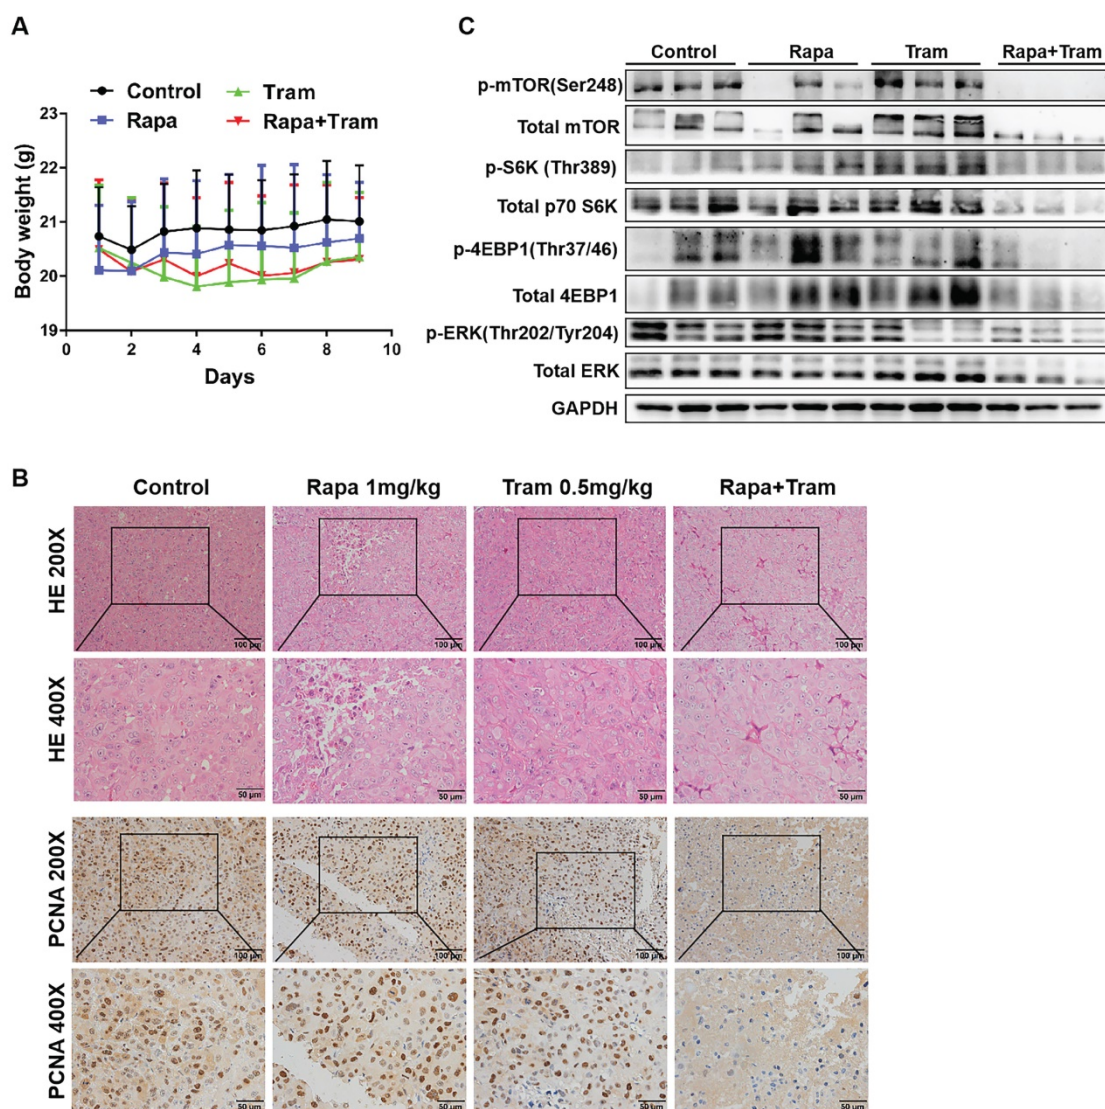 A
Control
Tram
Rapa
Rapa+Tram
Body weight (g)
23
22
21
20
19
0
2
4
6
8
10
Days
C
Control
Rapa
Tram
Rapa+Tram
p-mTOR(Ser248)
Total mTOR
p-S6K (Thr389)
Total p70 S6K
p-4EBP1(Thr37/46)
Total 4EBP1
p-ERK(Thr202/Tyr204)
Total ERK
GAPDH
B
Control
Rapa 1mg/kg
Tram 0.5mg/kg
Rapa+Tram
HE 200X
100 µm
100 µm
100 µm
100 µm
HE 400X
50 µm
50 µm
50 µm
50 µm
PCNA 200X
100 µm
100 µm
100 µm
100 µm
PCNA 400X
50 µm
50 µm
50 µm
50 µm